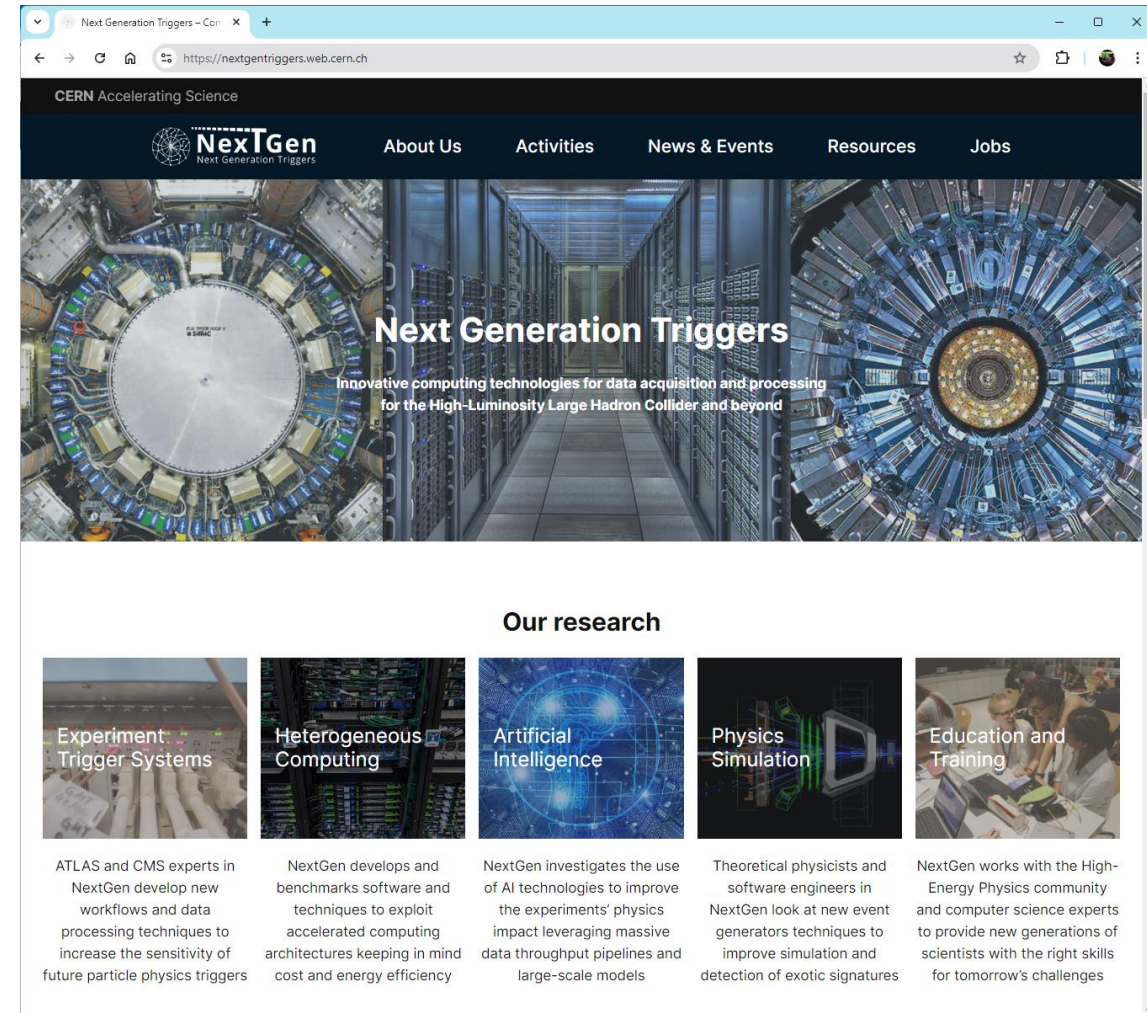 Next Generation Triggers – Com
https://nextgentriggers.web.cern.ch
CERN Accelerating Science
NexTGen
Next Generation Triggers
About Us
Activities
News & Events
Resources
Jobs
Next Generation Triggers
Innovative computing technologies for data acquisition and processing
for the High-Luminosity Large Hadron Collider and beyond
Our research
Experiment
Trigger Systems
ATLAS and CMS experts in
NextGen develop new
workflows and data
processing techniques to
increase the sensitivity of
future particle physics triggers
Heterogeneous
Computing
NextGen develops and
benchmarks software and
techniques to exploit
accelerated computing
architectures keeping in mind
cost and energy efficiency
Artificial
Intelligence
NextGen investigates the use
of AI technologies to improve
the experiments’ physics
impact leveraging massive
data throughput pipelines and
large-scale models
Physics
Simulation
Theoretical physicists and
software engineers in
NextGen look at new event
generators techniques to
improve simulation and
detection of exotic signatures
Education and
Training
NextGen works with the High-
Energy Physics community
and computer science experts
to provide new generations of
scientists with the right skills
for tomorrow’s challenges